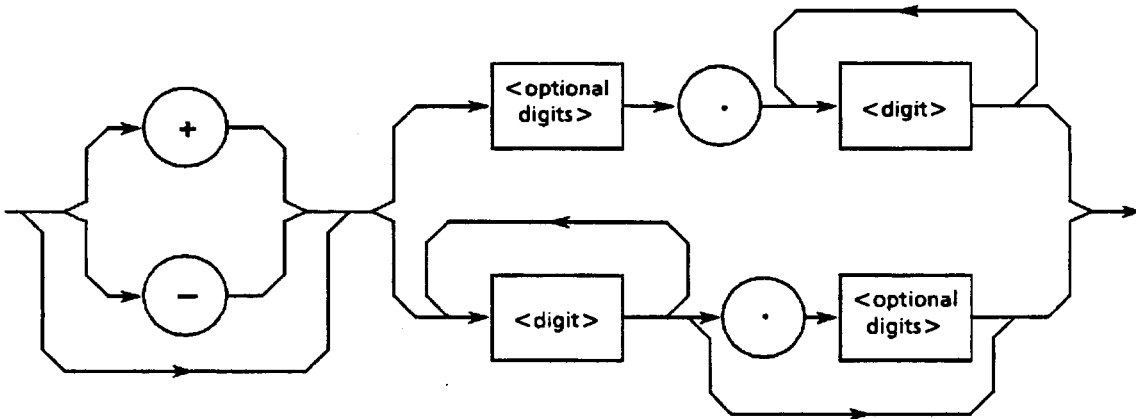 <optional
digits>
.
<digit>
+
−
<digit>
.
<optional
digits>